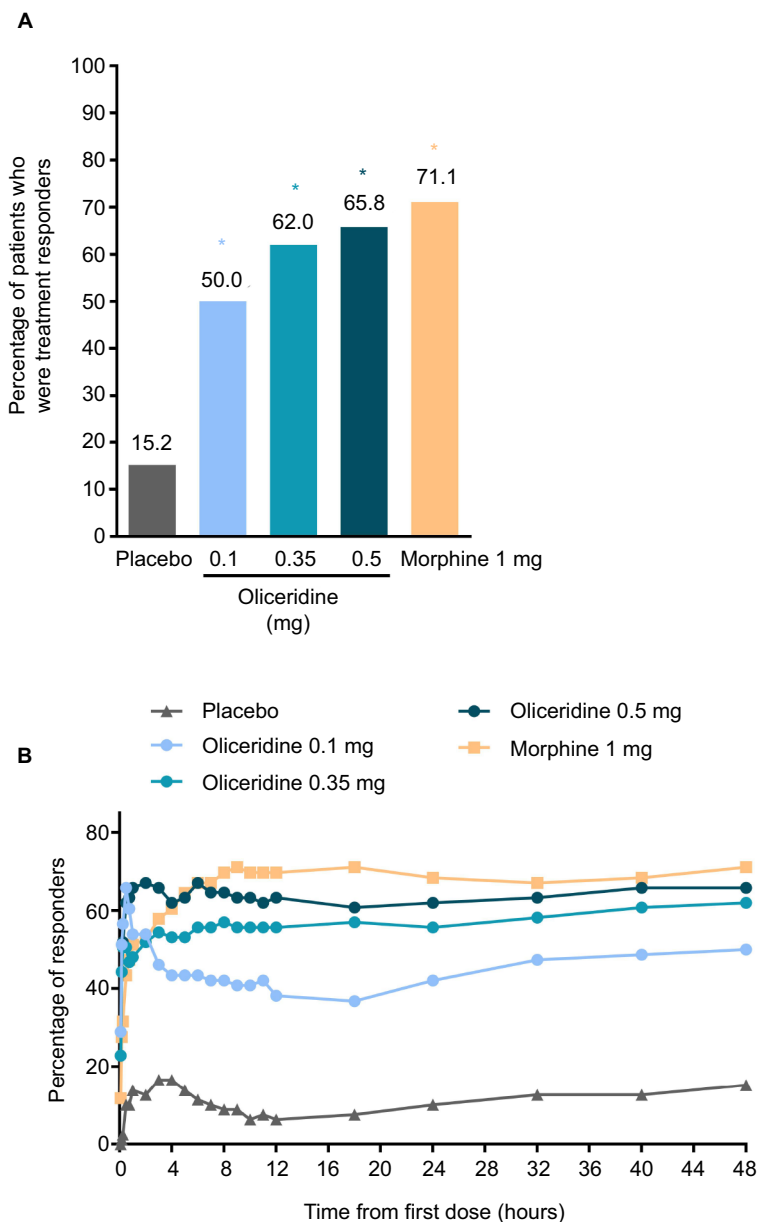 A
Percentage of patients who
were treatment responders
100
90
80
70
60
50
40
30
20
10
0
15.2
*
50.0
*
62.0
*
65.8
*
71.1
Placebo 0.1 0.35 0.5 Morphine 1 mg
Oliceridine
(mg)
Placebo
Oliceridine 0.1 mg
Oliceridine 0.35 mg
Oliceridine 0.5 mg
Morphine 1 mg
B
Percentage of responders
80
60
40
20
0
0 4 8 12 16 20 24 28 32 36 40 44 48
Time from first dose (hours)